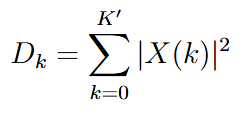 $D_k = \sum_{k=0}^{K'} |X(k)|^2$